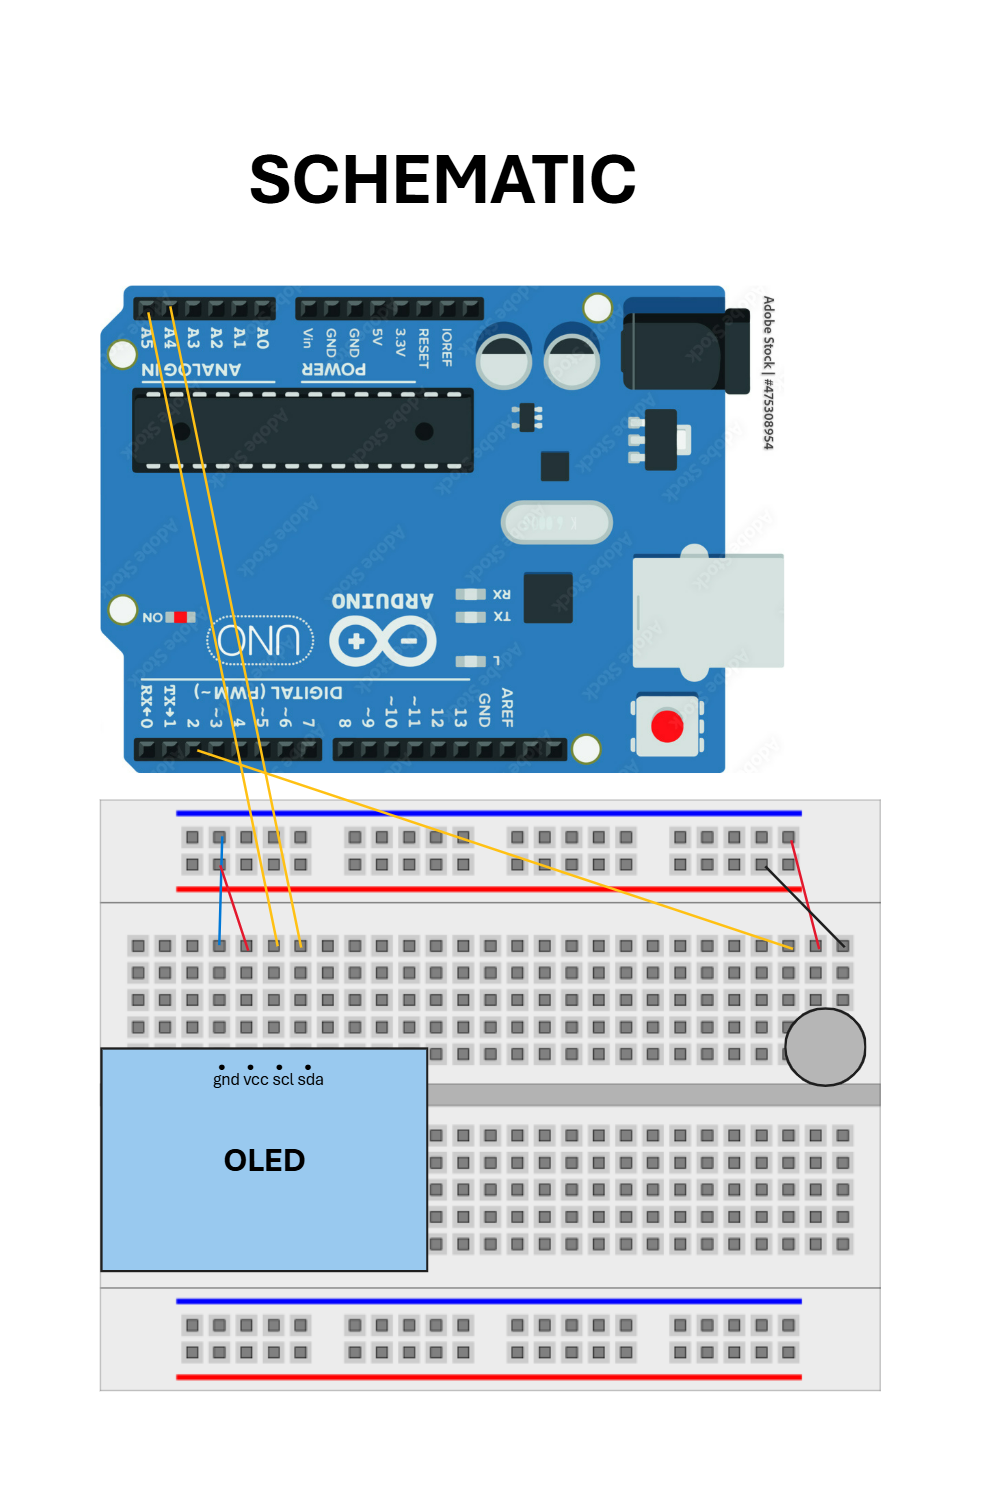 SCHEMATIC
Adobe Stock | #475308954
A5 A4 A3 A2 A1 A0 Vin GND GND 5V 3.3V RESET IOREF
ANALOG IN POWER
ARDUINO
RX
TX
ON
UNO
L
DIGITAL (PWM ~)
RX←0 TX→1 2 ~3 4 ~5 ~6 7 8 ~9 ~10 ~11 12 13 GND AREF
gnd vcc scl sda
OLED